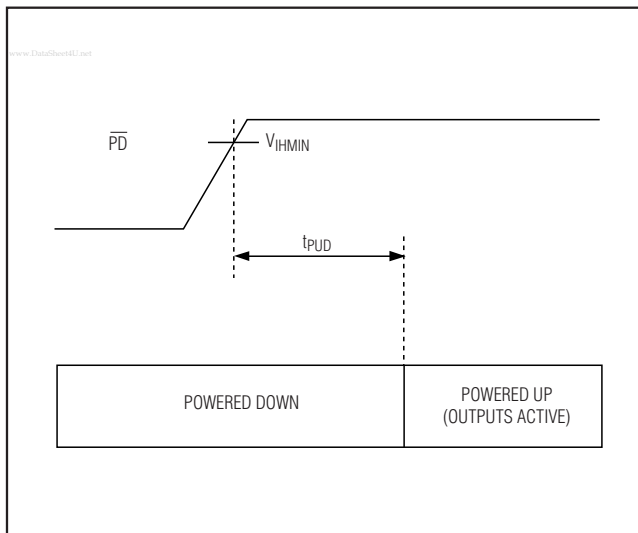 www.DataSheet4U.net
PD
VIHMIN
tPUD
POWERED DOWN
POWERED UP
(OUTPUTS ACTIVE)